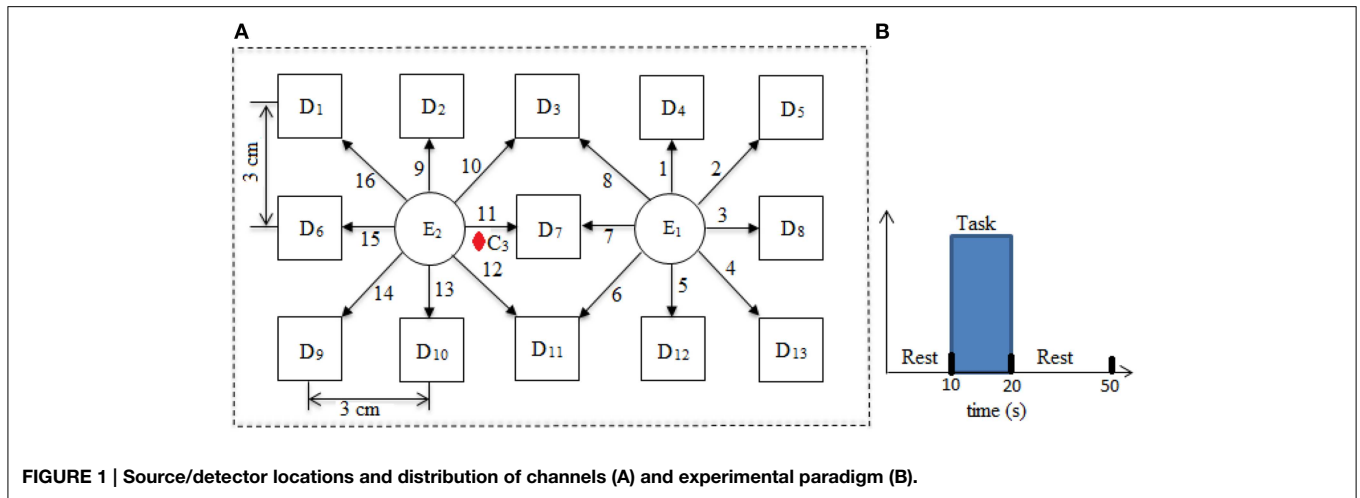 A
B
D1 D2 D3 D4 D5
3 cm
16 9 10 8 1 2
D6 15 E2 11 D7 7 E1 3 D8
C3
12
14 13 6 5 4
D9 D10 D11 D12 D13
3 cm
Task
Rest Rest
10 20 50
time (s)
FIGURE 1 | Source/detector locations and distribution of channels (A) and experimental paradigm (B).